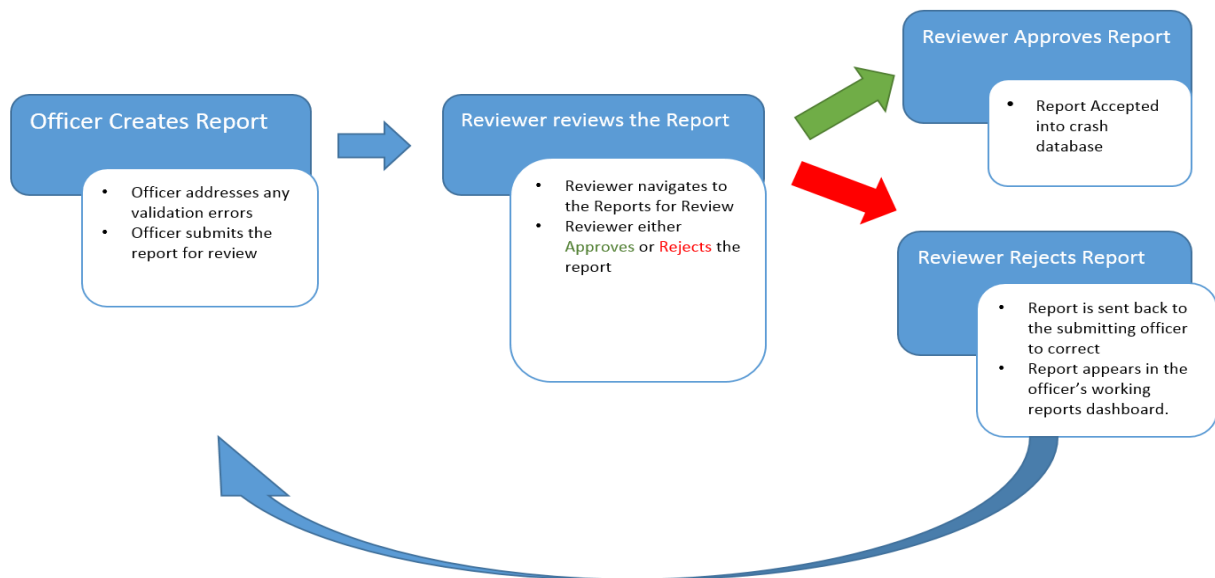 Officer Creates Report
• Officer addresses any
validation errors
• Officer submits the
report for review
Reviewer reviews the Report
• Reviewer navigates to
the Reports for Review
• Reviewer either
Approves or Rejects the
report
Reviewer Approves Report
• Report Accepted
into crash
database
Reviewer Rejects Report
• Report is sent back to
the submitting officer
to correct
• Report appears in the
officer’s working
reports dashboard.